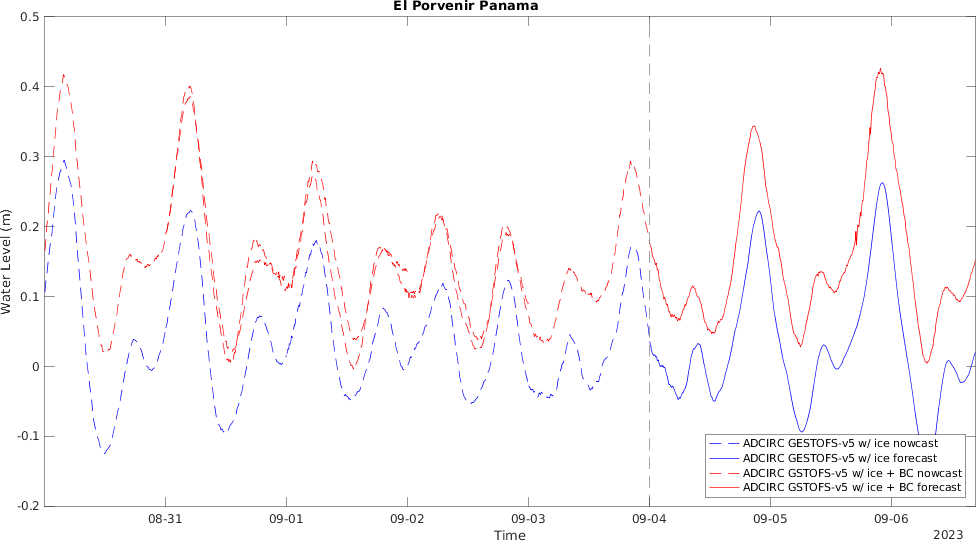 El Porvenir Panama
0.5
0.4
0.3
0.2
0.1
0
-0.1
-0.2
Water Level (m)
08-31
09-01
09-02
09-03
09-04
09-05
09-06
Time
2023
ADCIRC GESTOFS-v5 w/ ice nowcast
ADCIRC GESTOFS-v5 w/ ice forecast
ADCIRC GSTOFS-v5 w/ ice + BC nowcast
ADCIRC GSTOFS-v5 w/ ice + BC forecast